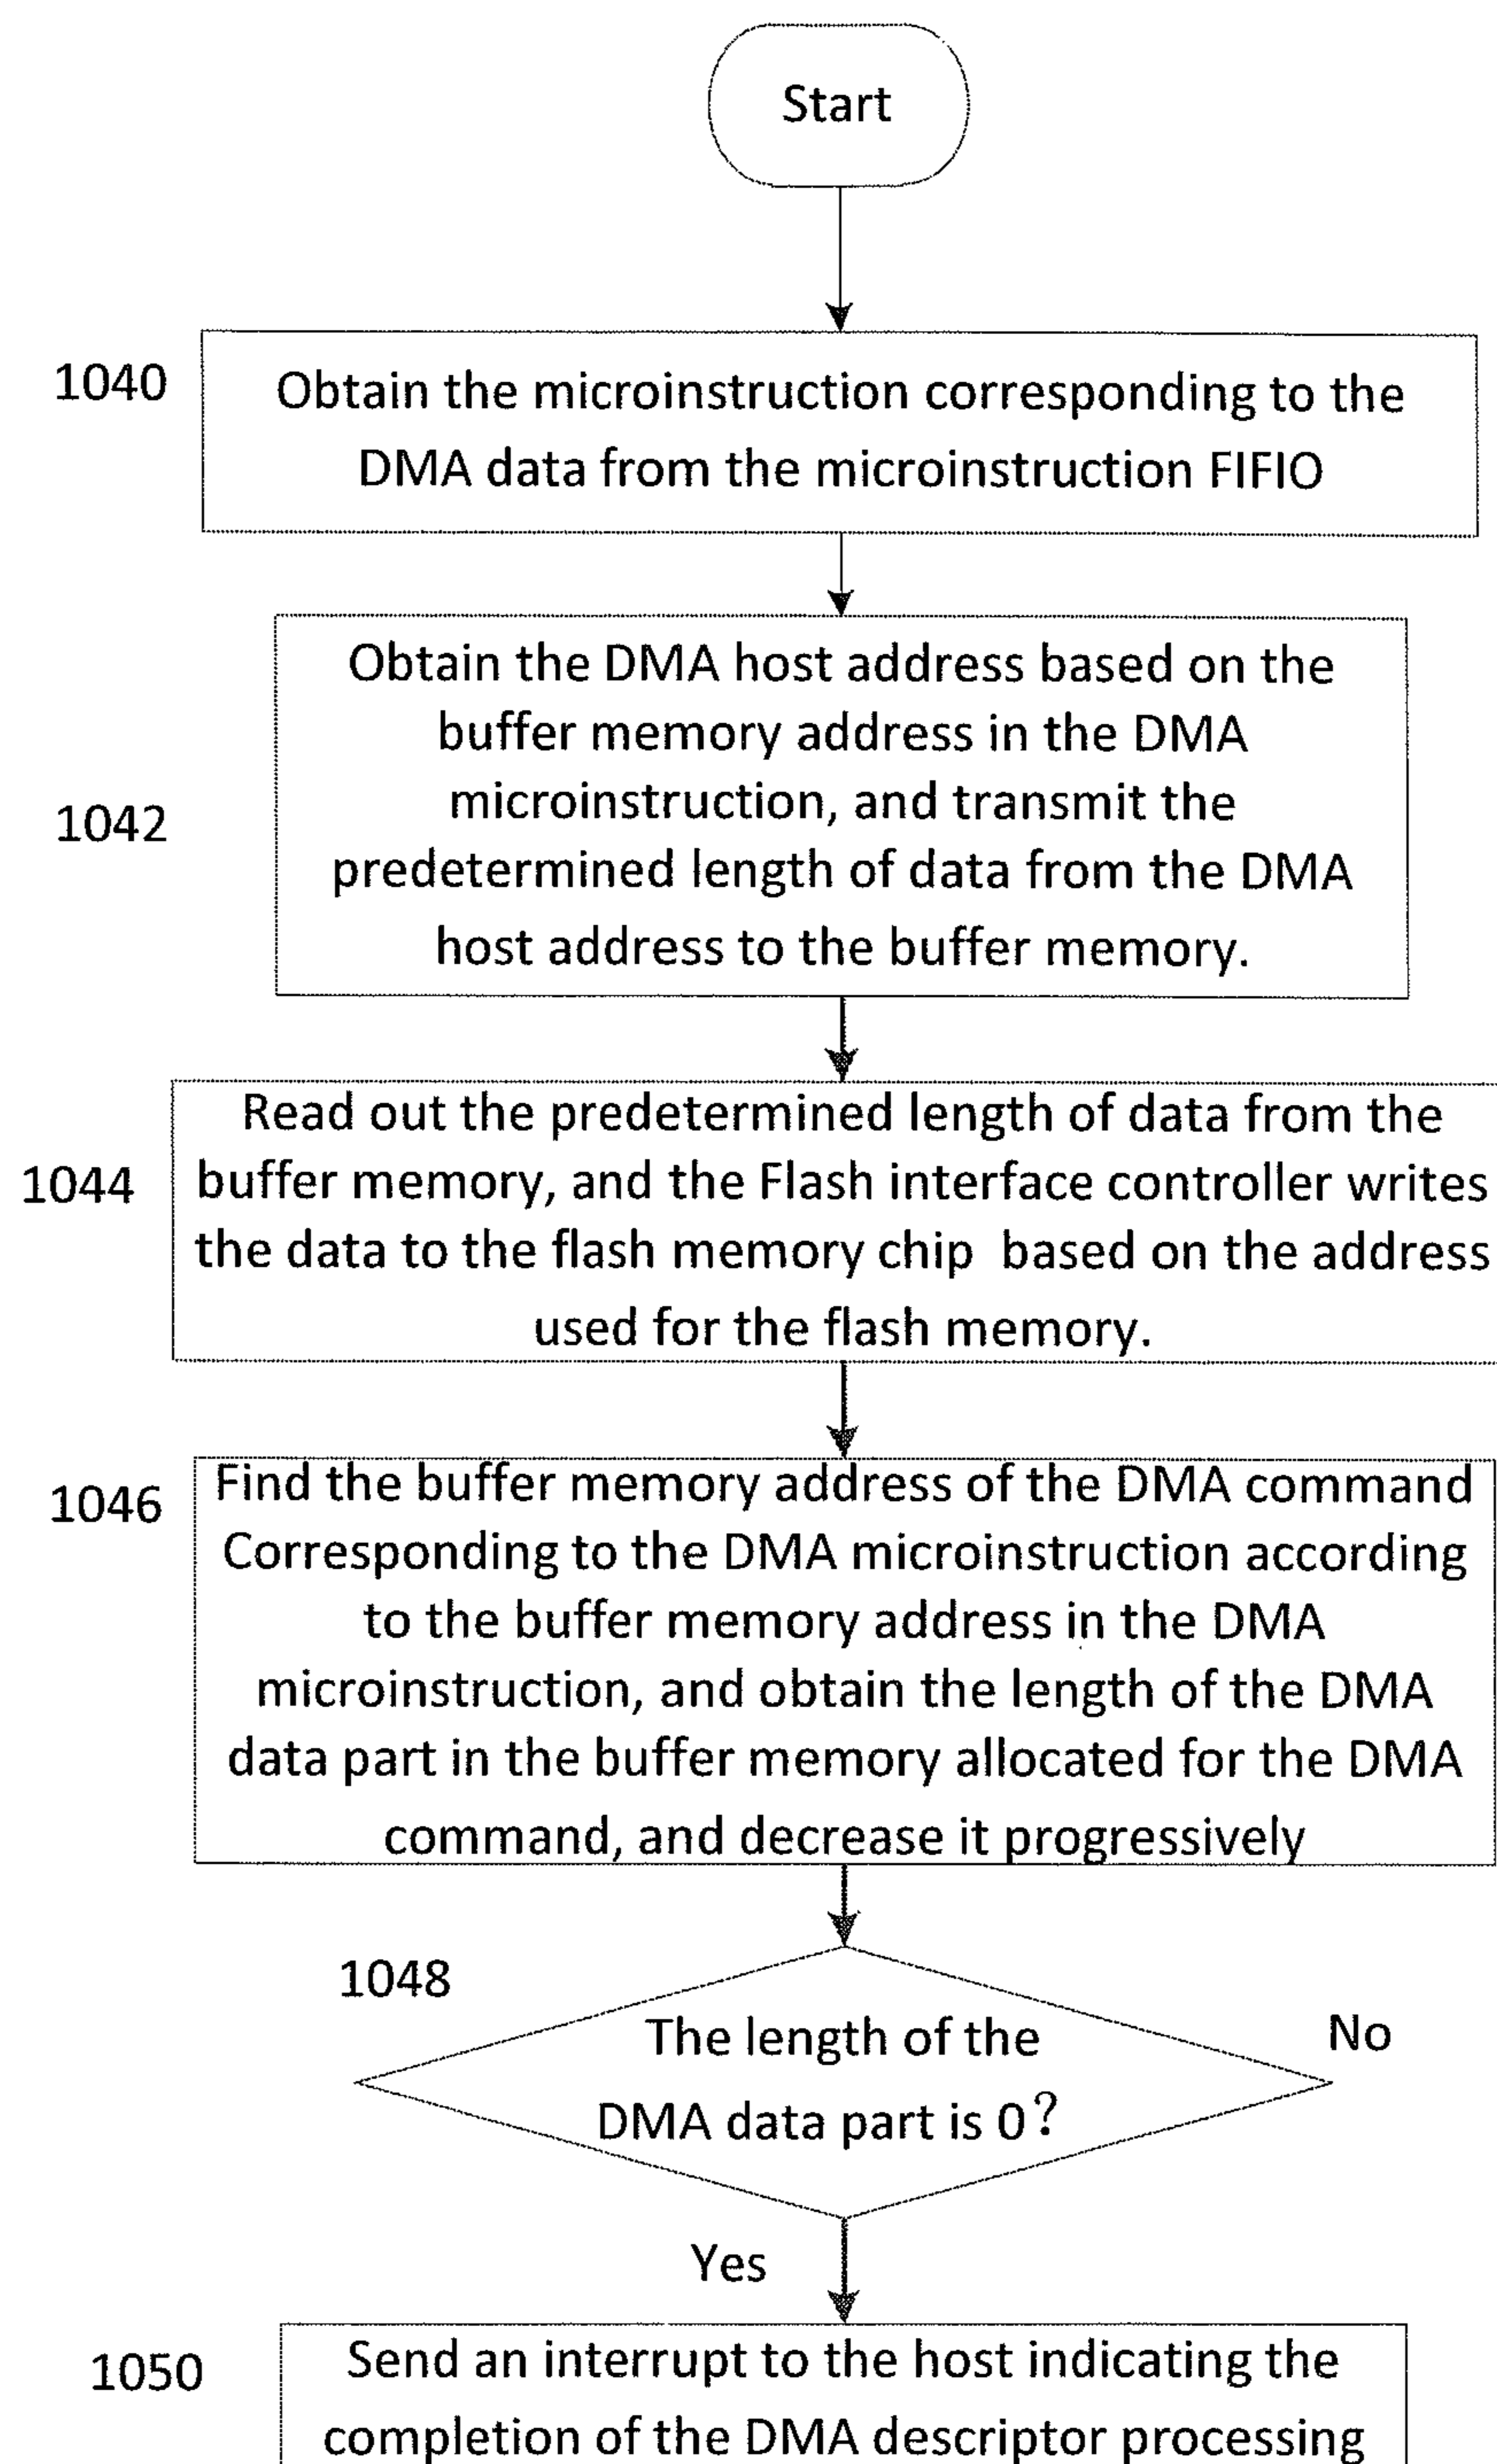 Start
1040
Obtain the microinstruction corresponding to the
DMA data from the microinstruction FIFIO
1042
Obtain the DMA host address based on the
buffer memory address in the DMA
microinstruction, and transmit the
predetermined length of data from the DMA
host address to the buffer memory.
1044
Read out the predetermined length of data from the
buffer memory, and the Flash interface controller writes
the data to the flash memory chip based on the address
used for the flash memory.
1046
Find the buffer memory address of the DMA command
Corresponding to the DMA microinstruction according
to the buffer memory address in the DMA
microinstruction, and obtain the length of the DMA
data part in the buffer memory allocated for the DMA
command, and decrease it progressively
1048
The length of the
DMA data part is 0?
No
Yes
1050
Send an interrupt to the host indicating the
completion of the DMA descriptor processing